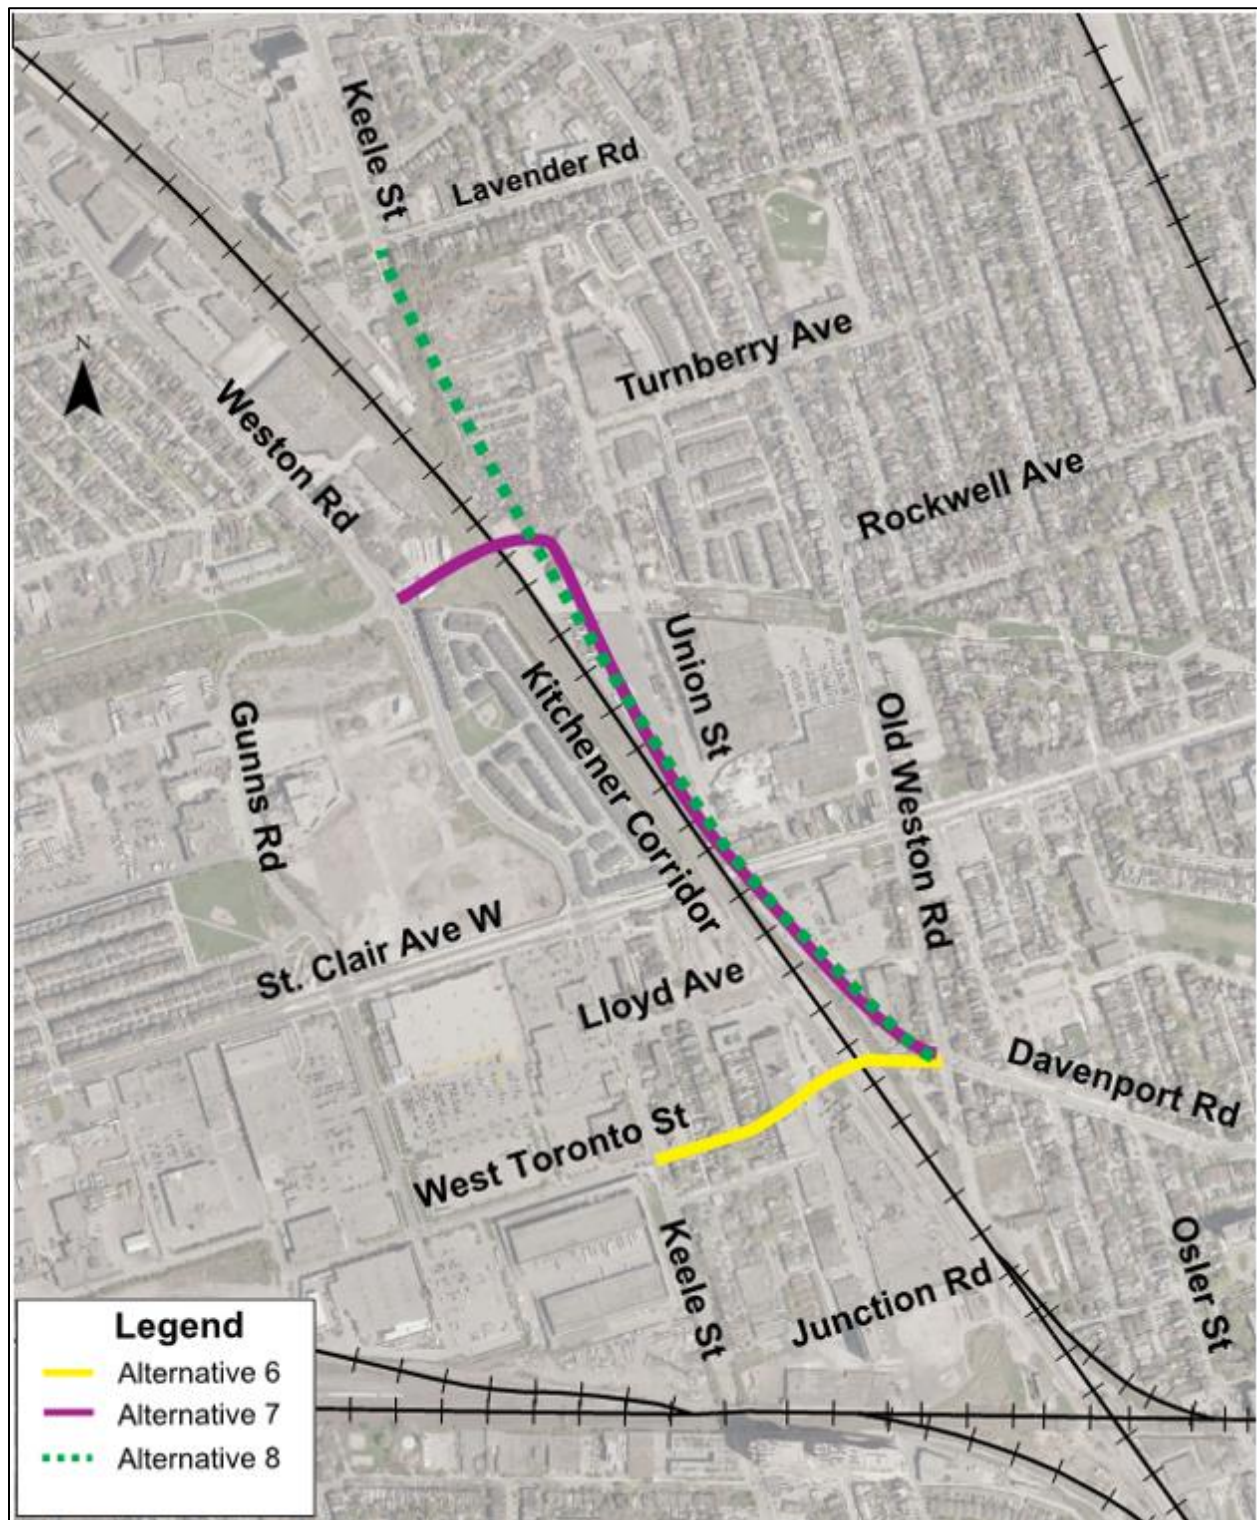 Keele St
Lavender Rd
N
Turnberry Ave
Weston Rd
Rockwell Ave
Union St
Kitchener Corridor
Gunns Rd
Old Weston Rd
St. Clair Ave W
Lloyd Ave
Davenport Rd
West Toronto St
Keele St
Junction Rd
Osler St
Legend
Alternative 6
Alternative 7
Alternative 8